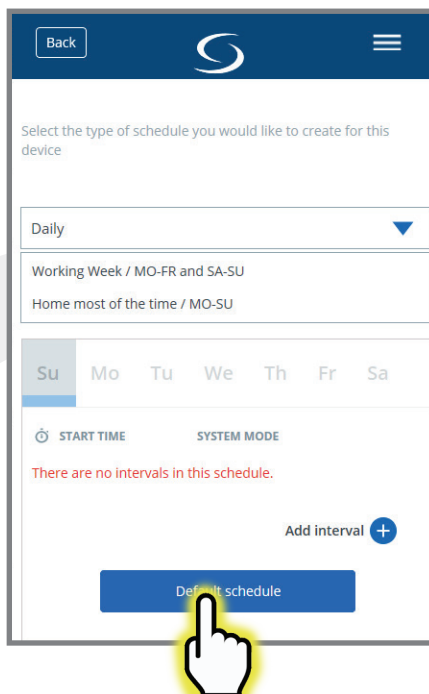 Back
Select the type of schedule you would like to create for this
device
Daily
Working Week / MO-FR and SA-SU
Home most of the time / MO-SU
Su Mo Tu We Th Fr Sa
START TIME SYSTEM MODE
There are no intervals in this schedule.
Add interval
Default schedule